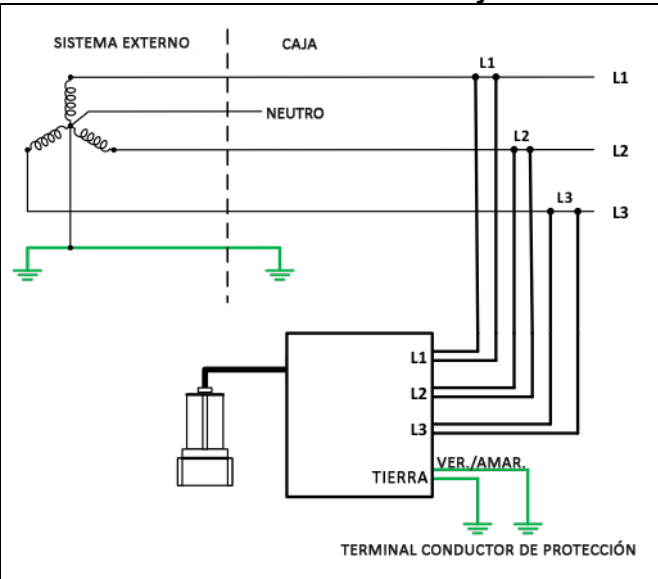 SISTEMA EXTERNO
CAJA
L1
L1
NEUTRO
L2
L2
L3
L3
L1
L2
L3
VER./AMAR.
TIERRA
TERMINAL CONDUCTOR DE PROTECCIÓN